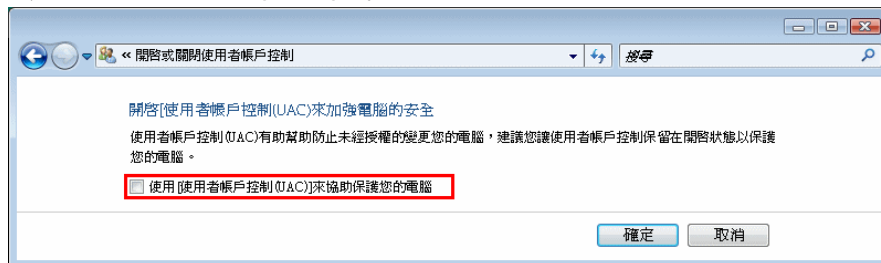 « 開啓或關閉使用者帳戶控制
搜尋
開啓[使用者帳戶控制(UAC)來加強電腦的安全
使用者帳戶控制(UAC)有助幫助防止未經授權的變更您的電腦，建議您讓使用者帳戶控制保留在開啓狀態以保護
您的電腦。
使用[使用者帳戶控制(UAC)]來協助保護您的電腦
確定
取消